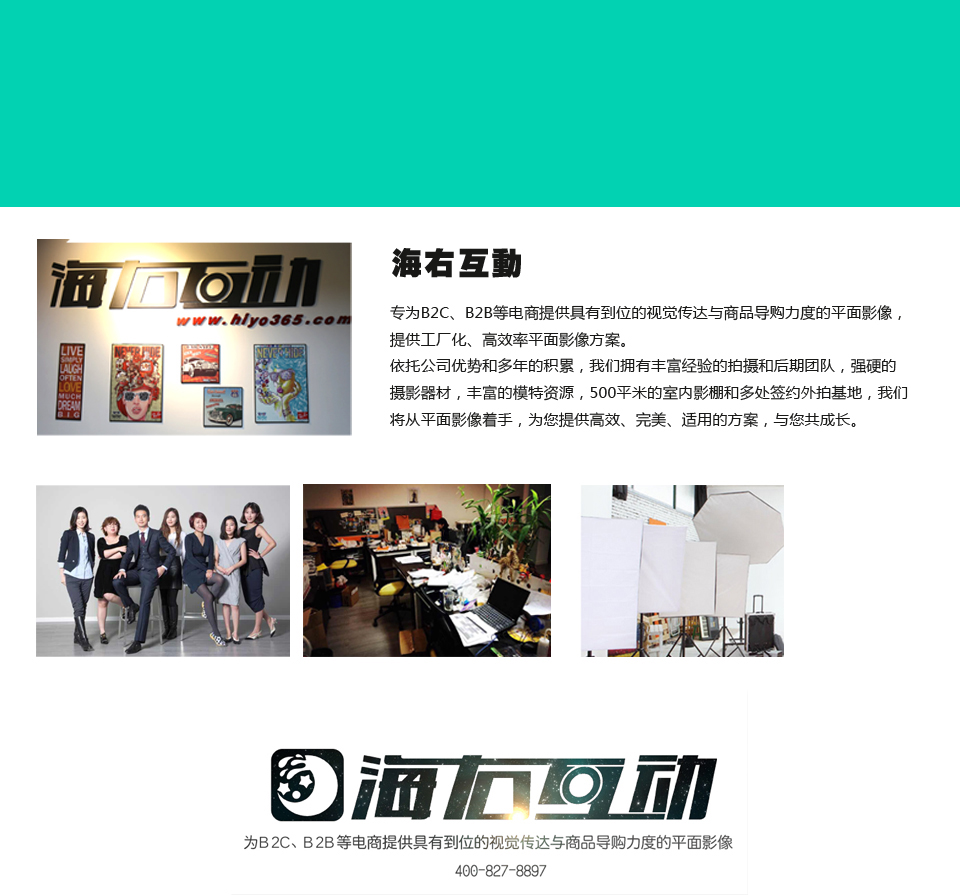 海右互动
www.hiyo365.com
LIVE
SIMPLY
LAUGH
OFTEN
LOVE
MUCH
DREAM
B.I.G
NEVER HIDE
NEVER HIDE
海右互動
专为B2C、B2B等电商提供具有到位的视觉传达与商品导购力度的平面影像，
提供工厂化、高效率平面影像方案。
依托公司优势和多年的积累，我们拥有丰富经验的拍摄和后期团队，强硬的
摄影器材，丰富的模特资源，500平米的室内影棚和多处签约外拍基地，我们
将从平面影像着手，为您提供高效、完美、适用的方案，与您共成长。
海右互动
为B2C、B2B等电商提供具有到位的视觉传达与商品导购力度的平面影像
400-827-8897